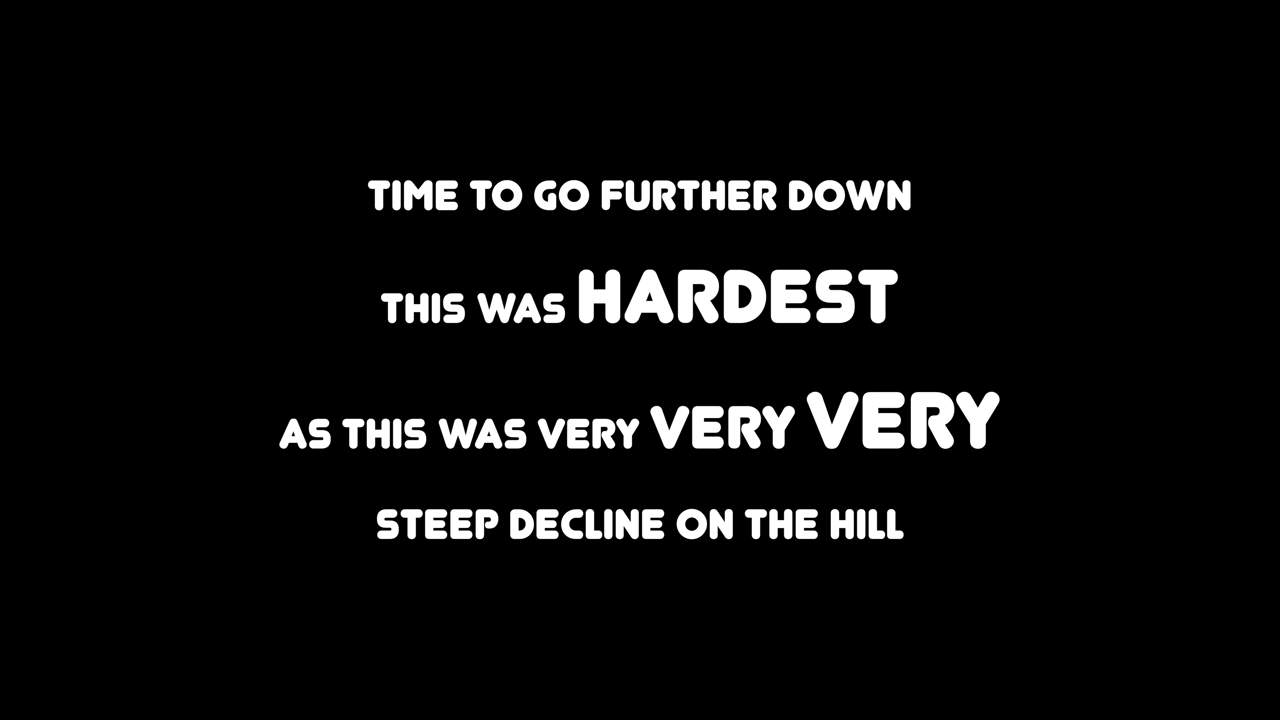 TIME TO GO FURTHER DOWN
THIS WAS HARDEST
AS THIS WAS VERY VERY VERY
STEEP DECLINE ON THE HILL